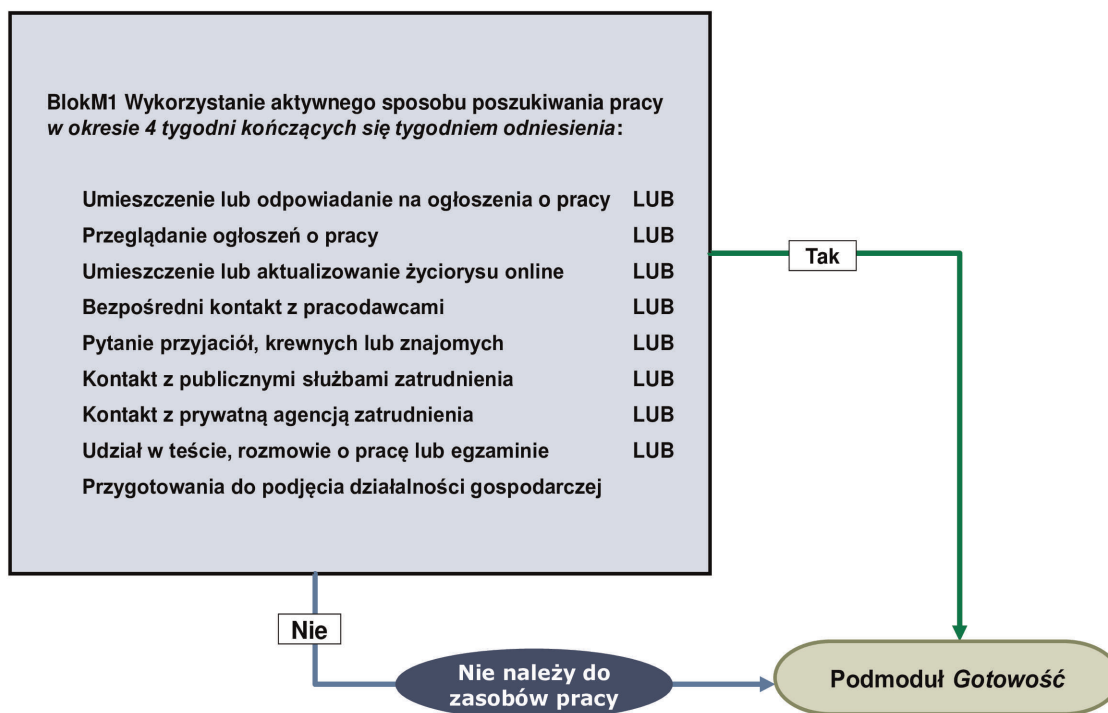 BlokM1 Wykorzystanie aktywnego sposobu poszukiwania pracy
w okresie 4 tygodni kończących się tygodniem odniesienia:
Umieszczenie lub odpowiadanie na ogłoszenia o pracy LUB
Przeglądanie ogłoszeń o pracy LUB
Umieszczenie lub aktualizowanie życiorysu online LUB
Bezpośredni kontakt z pracodawcami LUB
Pytanie przyjaciół, krewnych lub znajomych LUB
Kontakt z publicznymi służbami zatrudnienia LUB
Kontakt z prywatną agencją zatrudnienia LUB
Udział w teście, rozmowie o pracę lub egzaminie LUB
Przygotowania do podjęcia działalności gospodarczej
Tak
Nie
Nie należy do
zasobów pracy
Podmoduł Gotowość